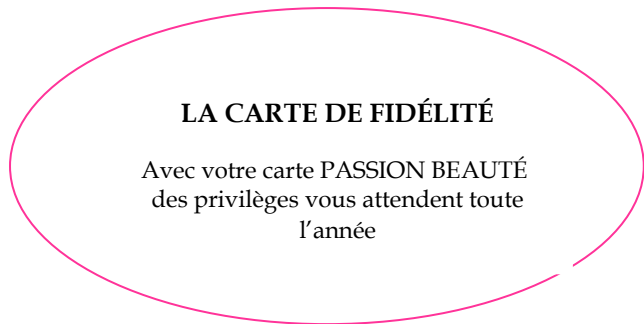 LA CARTE DE FIDÉLITÉ
Avec votre carte PASSION BEAUTÉ
des privilèges vous attendent toute
l’année